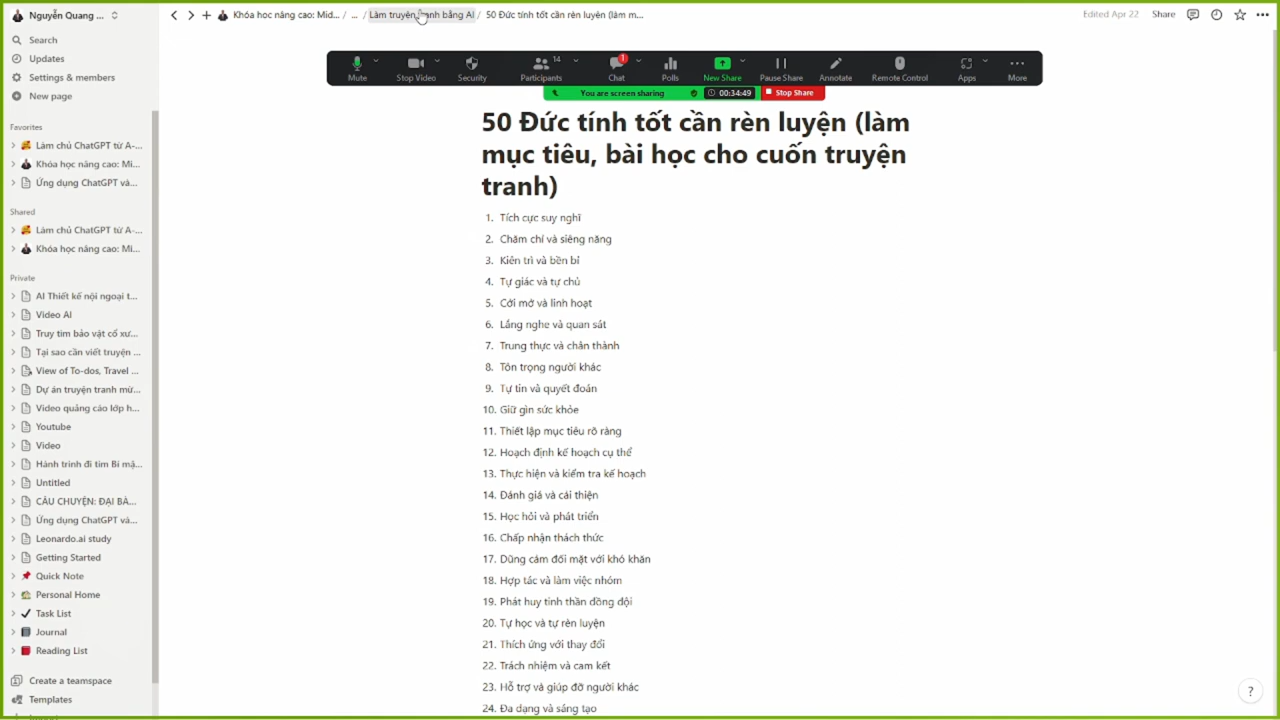 Nguyễn Quang ...
Khóa học nâng cao: Mid... / ... / Làm truyện tranh bằng AI / 50 Đức tính tốt cần rèn luyện (làm m...
Edited Apr 22
Share
Search
Updates
Settings & members
New page
Favorites
Làm chủ ChatGPT từ A-...
Khóa học nâng cao: Mi...
Ứng dụng ChatGPT và...
Shared
Làm chủ ChatGPT từ A-...
Khóa học nâng cao: Mi...
Private
AI Thiết kế nội ngoại t...
Video AI
Truy tìm bảo vật cổ xư...
Tại sao cần viết truyện ...
View of To-dos, Travel ...
Dự án truyện tranh mừ...
Video quảng cáo lớp h...
Youtube
Video
Hành trình đi tìm Bí mậ...
Untitled
CÂU CHUYỆN: ĐẠI BÀ...
Ứng dụng ChatGPT và...
Leonardo.ai study
Getting Started
Quick Note
Personal Home
Task List
Journal
Reading List
Create a teamspace
Templates
Mute
Stop Video
Security
14
Participants
1
Chat
Polls
New Share
Pause Share
Annotate
Remote Control
Apps
More
You are screen sharing
00:34:49
Stop Share
50 Đức tính tốt cần rèn luyện (làm
mục tiêu, bài học cho cuốn truyện
tranh)
1. Tích cực suy nghĩ
2. Chăm chỉ và siêng năng
3. Kiên trì và bền bỉ
4. Tự giác và tự chủ
5. Cởi mở và linh hoạt
6. Lắng nghe và quan sát
7. Trung thực và chân thành
8. Tôn trọng người khác
9. Tự tin và quyết đoán
10. Giữ gìn sức khỏe
11. Thiết lập mục tiêu rõ ràng
12. Hoạch định kế hoạch cụ thể
13. Thực hiện và kiểm tra kế hoạch
14. Đánh giá và cải thiện
15. Học hỏi và phát triển
16. Chấp nhận thách thức
17. Dũng cảm đối mặt với khó khăn
18. Hợp tác và làm việc nhóm
19. Phát huy tinh thần đồng đội
20. Tự học và tự rèn luyện
21. Thích ứng với thay đổi
22. Trách nhiệm và cam kết
23. Hỗ trợ và giúp đỡ người khác
24. Đa dạng và sáng tạo
?